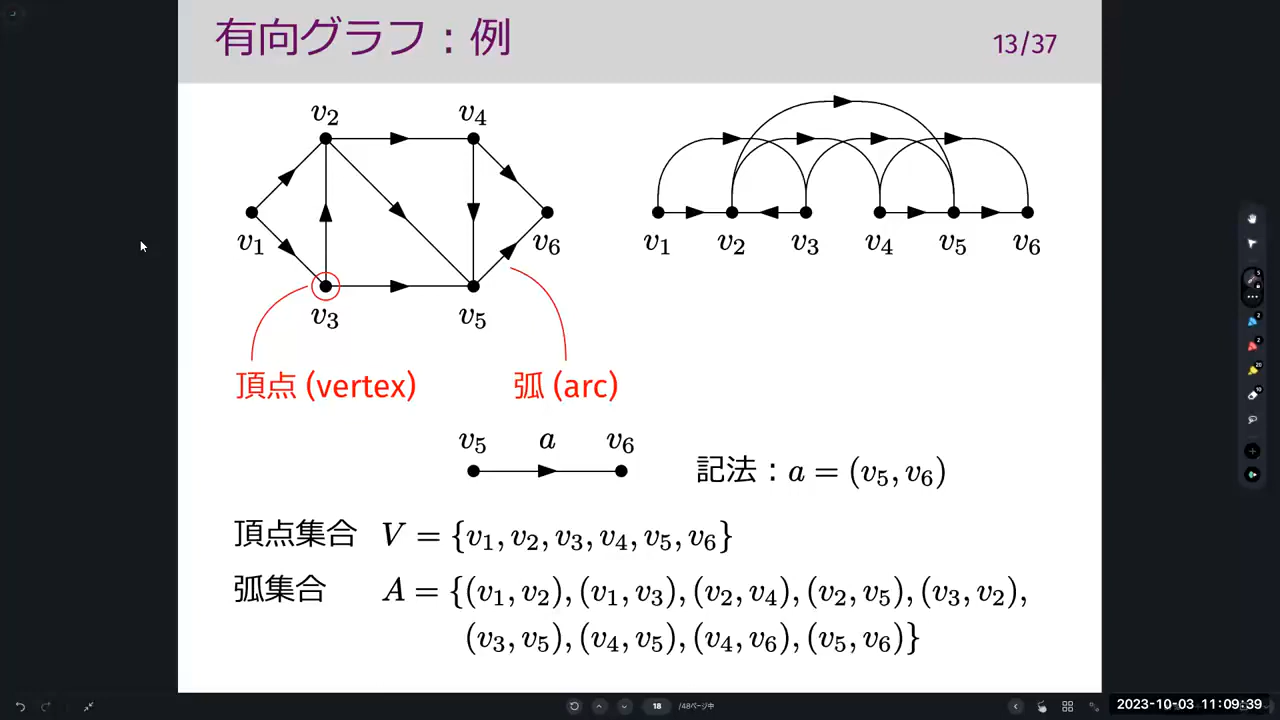 有向グラフ：例
13/37
v2 v4
v1 v6
v3 v5
v1 v2 v3 v4 v5 v6
頂点 (vertex) 弧 (arc)
v5 a v6
記法：a = (v5, v6)
頂点集合 V = {v1, v2, v3, v4, v5, v6}
弧集合 A = {(v1, v2), (v1, v3), (v2, v4), (v2, v5), (v3, v2),
(v3, v5), (v4, v5), (v4, v6), (v5, v6)}
18 /48ページ中
2023-10-03 11:09:39